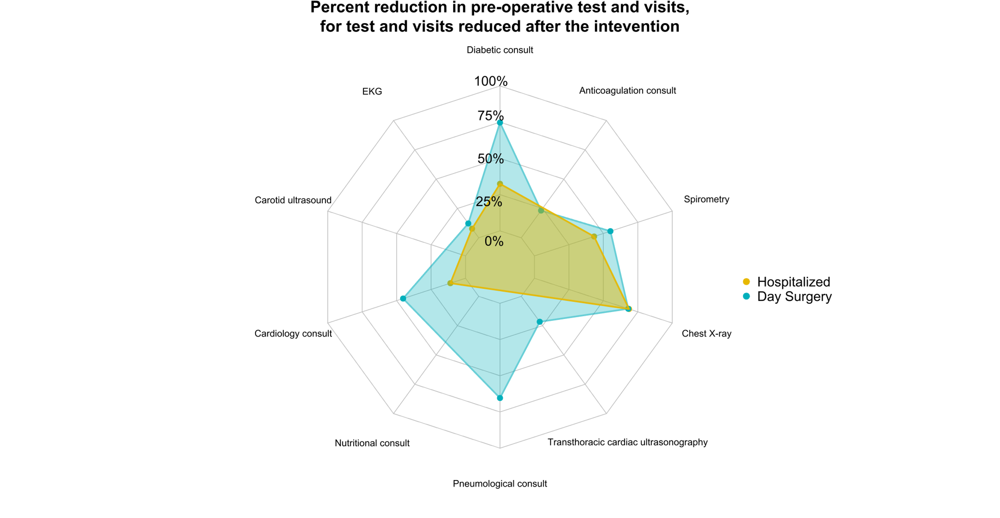 Percent reduction in pre-operative test and visits,
for test and visits reduced after the intevention
Diabetic consult
100%
EKG
Anticoagulation consult
75%
50%
Carotid ultrasound
25%
Spirometry
0%
Hospitalized
Day Surgery
Cardiology consult
Chest X-ray
Nutritional consult
Transthoracic cardiac ultrasonography
Pneumological consult